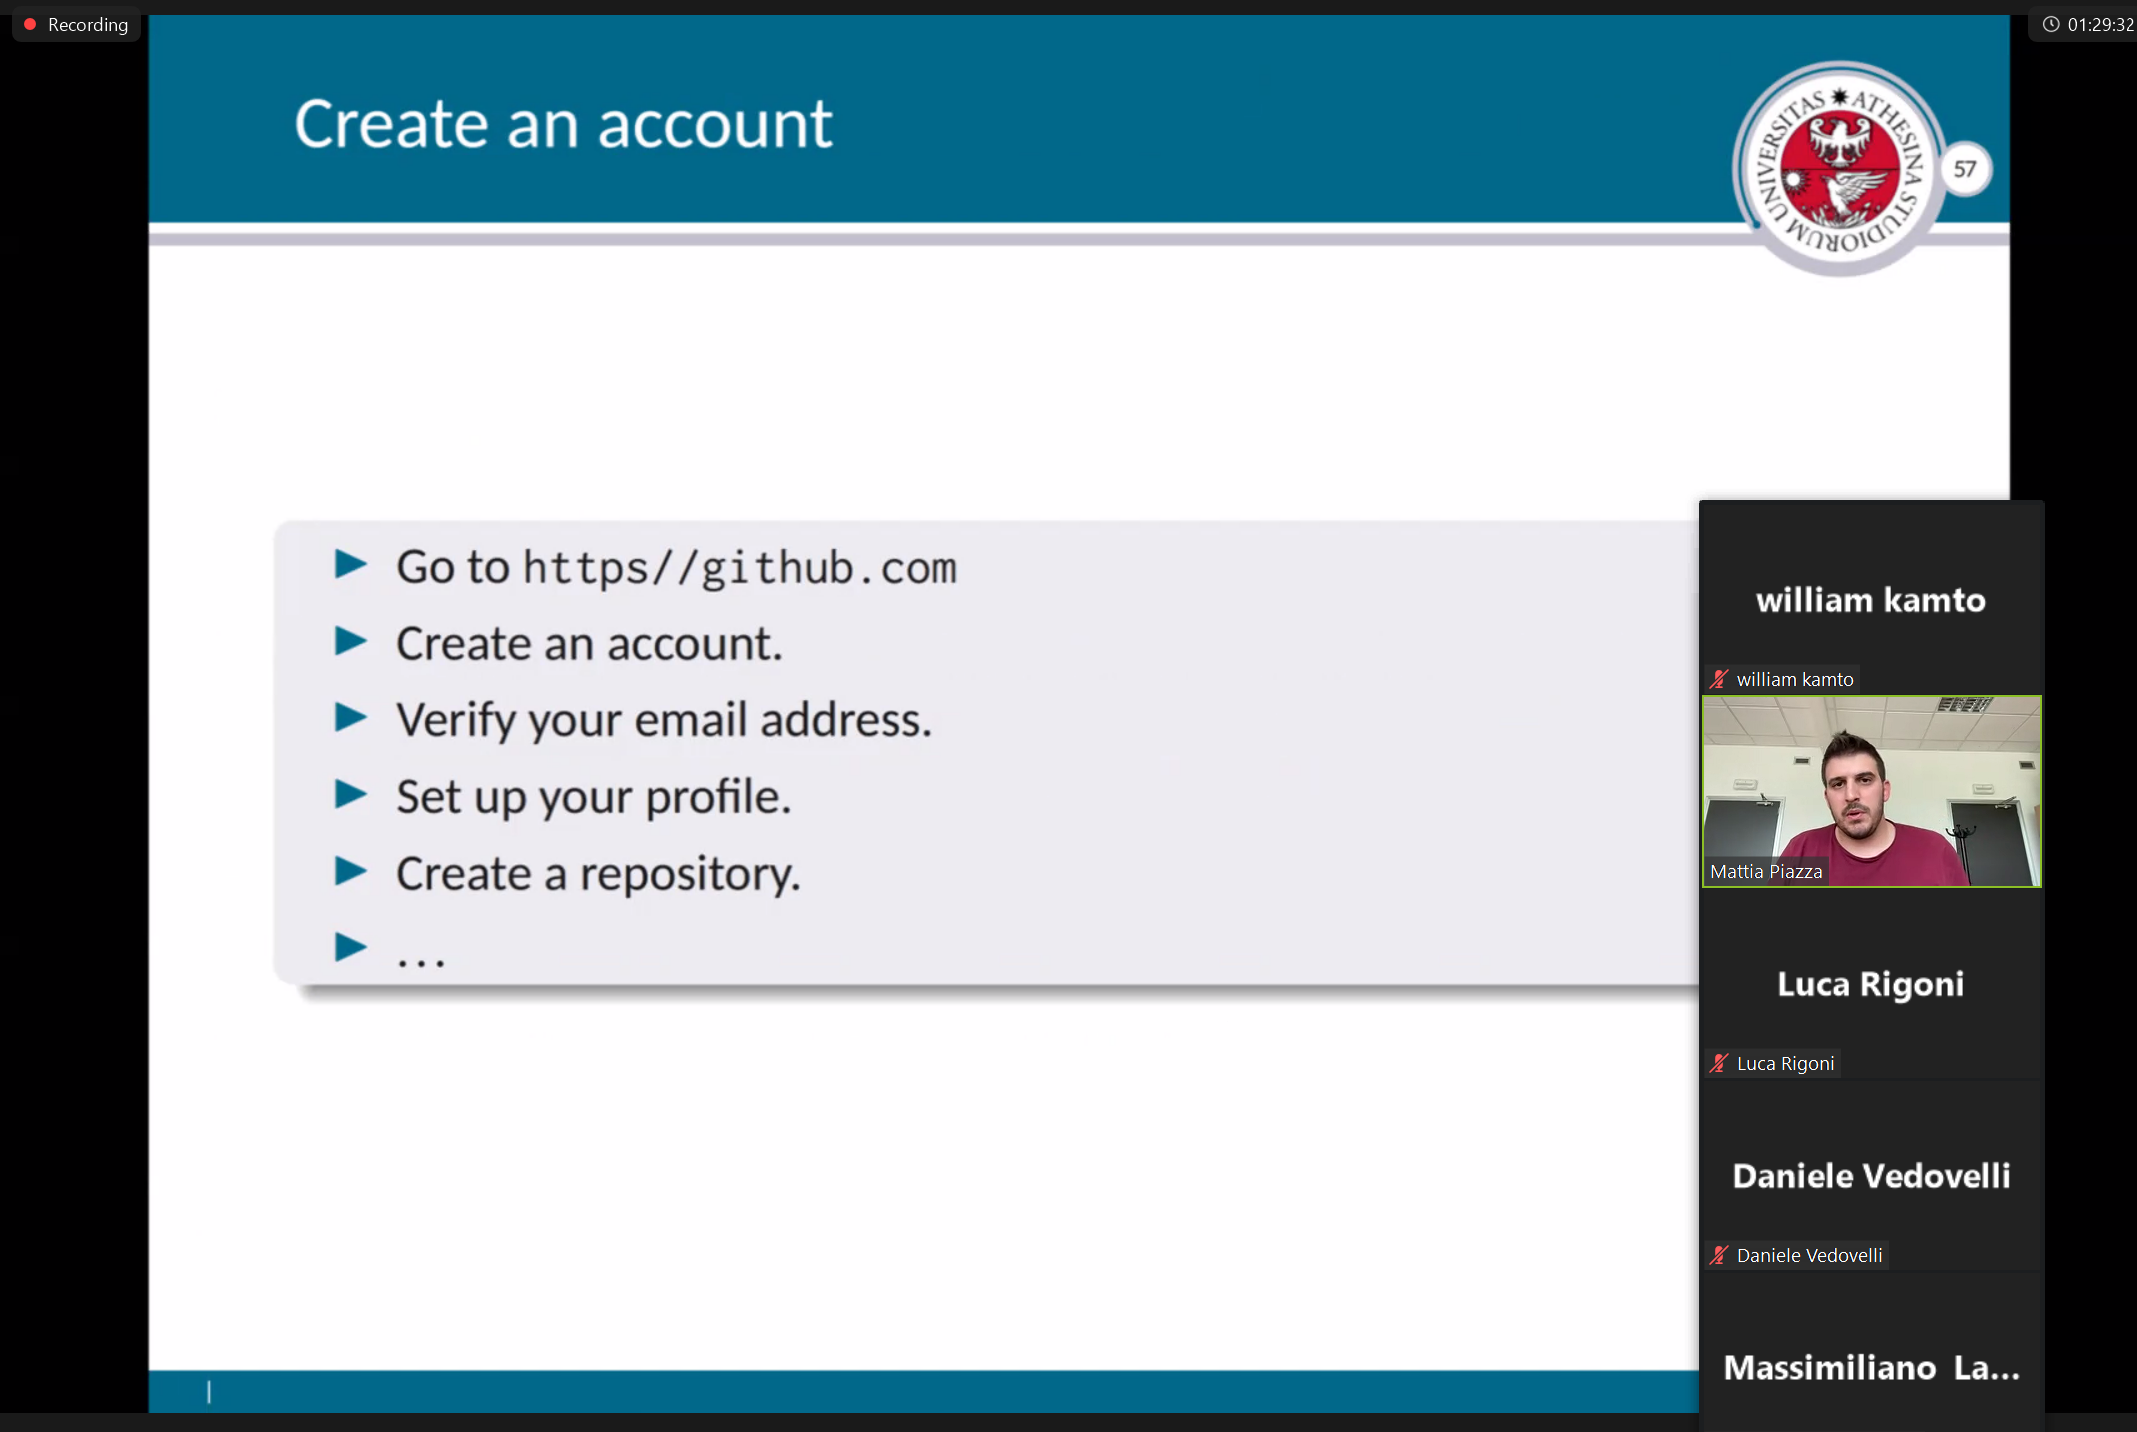 Recording
01:29:32
Create an account
UNIVERSITAS ATHESINA STUDIORUM
57
Go to https//github.com
Create an account.
Verify your email address.
Set up your profile.
Create a repository.
...
william kamto
william kamto
Mattia Piazza
Luca Rigoni
Luca Rigoni
Daniele Vedovelli
Daniele Vedovelli
Massimiliano La...